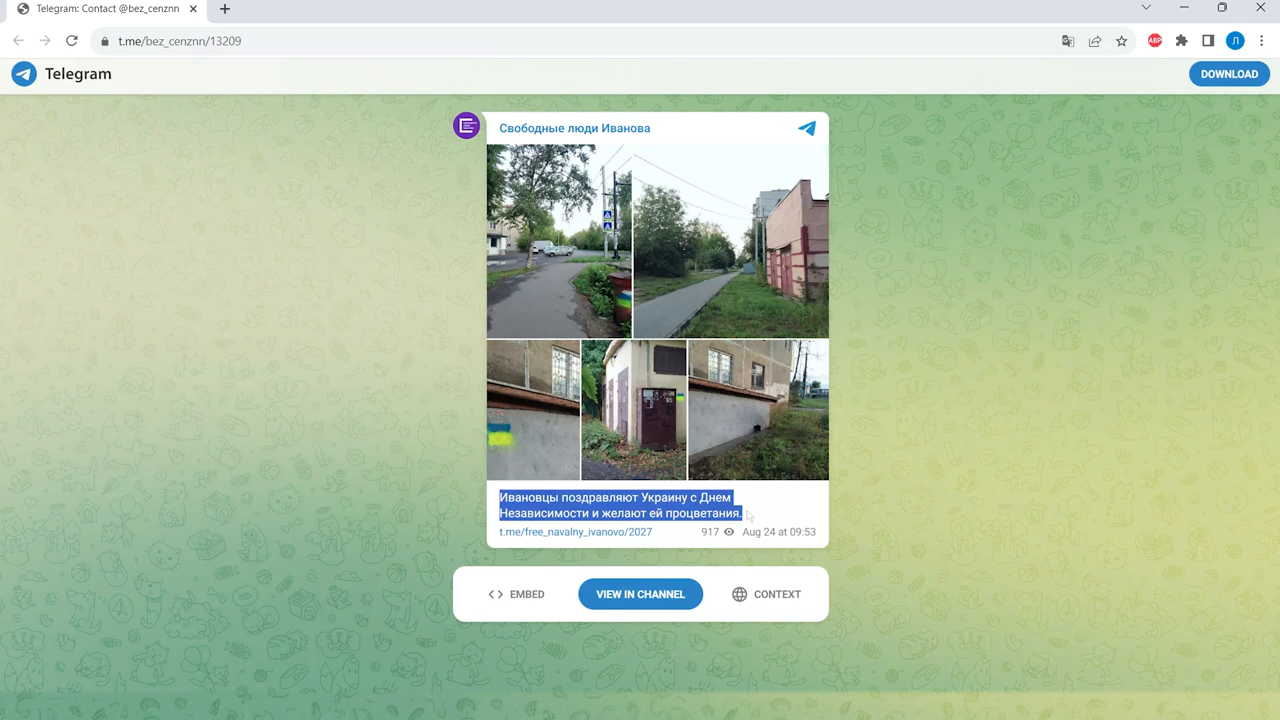 Telegram: Contact @bez_cenznn
t.me/bez_cenznn/13209
ABP
Л
Telegram
DOWNLOAD
Свободные люди Иванова
Ивановцы поздравляют Украину с Днем
Независимости и желают ей процветания.
t.me/free_navalny_ivanovo/2027
917
Aug 24 at 09:53
EMBED
VIEW IN CHANNEL
CONTEXT